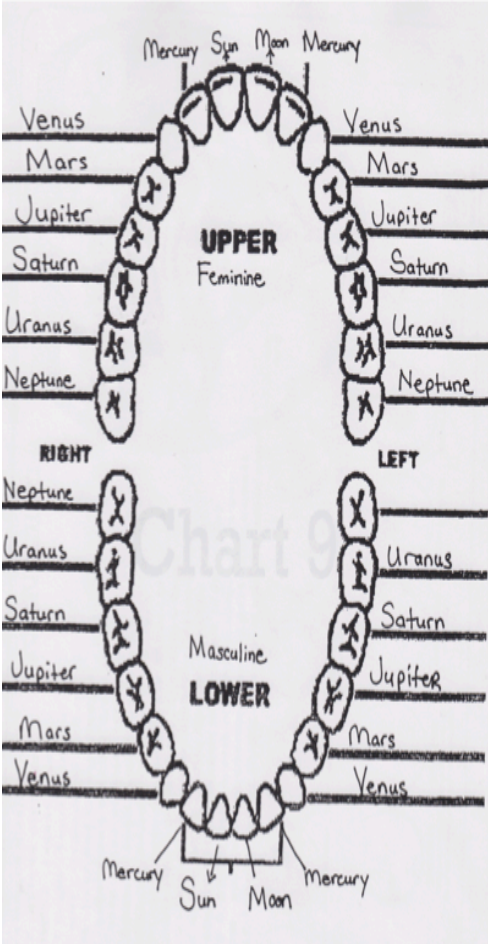 Mercury Sun Moon Mercury
Venus Venus
Mars Mars
Jupiter Jupiter
UPPER
Saturn Feminine Saturn
Uranus Uranus
Neptune Neptune
RIGHT LEFT
Neptune
Chart 9
Uranus Uranus
Saturn Saturn
Masculine
Jupiter JupiteR
LOWER
Mars Mars
Venus Venus
Mercury Mercury
Sun Moon